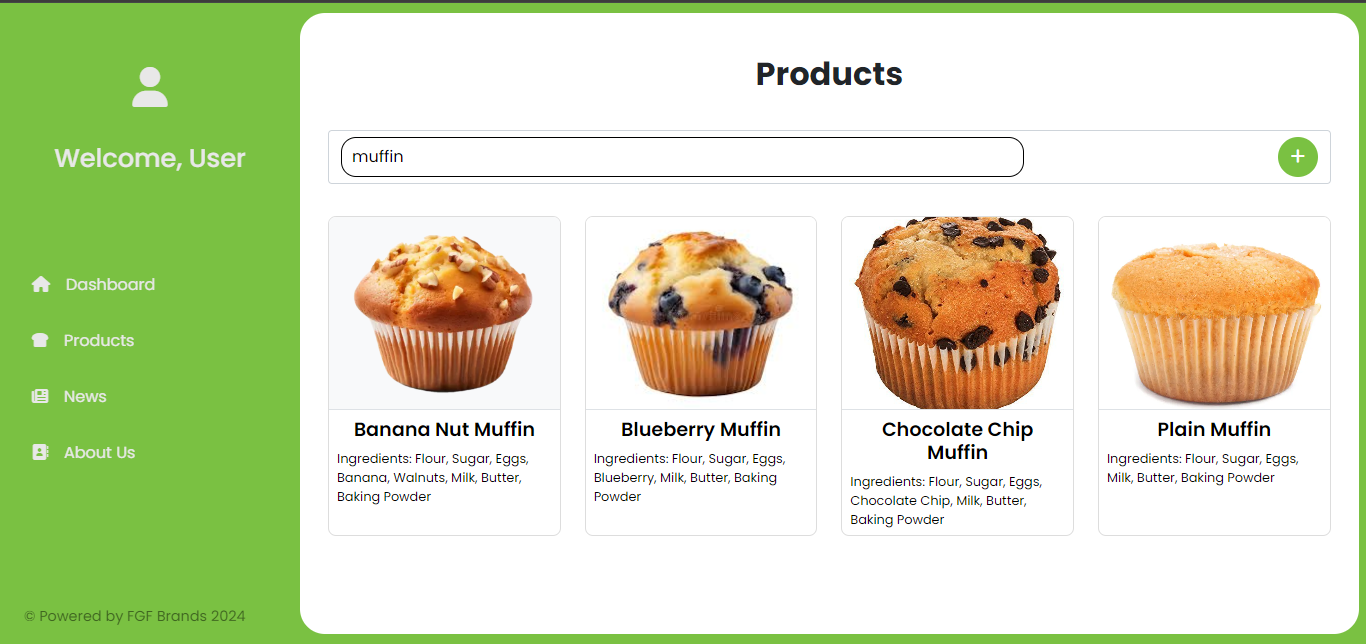 Welcome, User
Dashboard
Products
News
About Us
© Powered by FGF Brands 2024
Products
muffin
+
Banana Nut Muffin
Ingredients: Flour, Sugar, Eggs,
Banana, Walnuts, Milk, Butter,
Baking Powder
Blueberry Muffin
Ingredients: Flour, Sugar, Eggs,
Blueberry, Milk, Butter, Baking
Powder
Chocolate Chip
Muffin
Ingredients: Flour, Sugar, Eggs,
Chocolate Chip, Milk, Butter,
Baking Powder
Plain Muffin
Ingredients: Flour, Sugar, Eggs,
Milk, Butter, Baking Powder